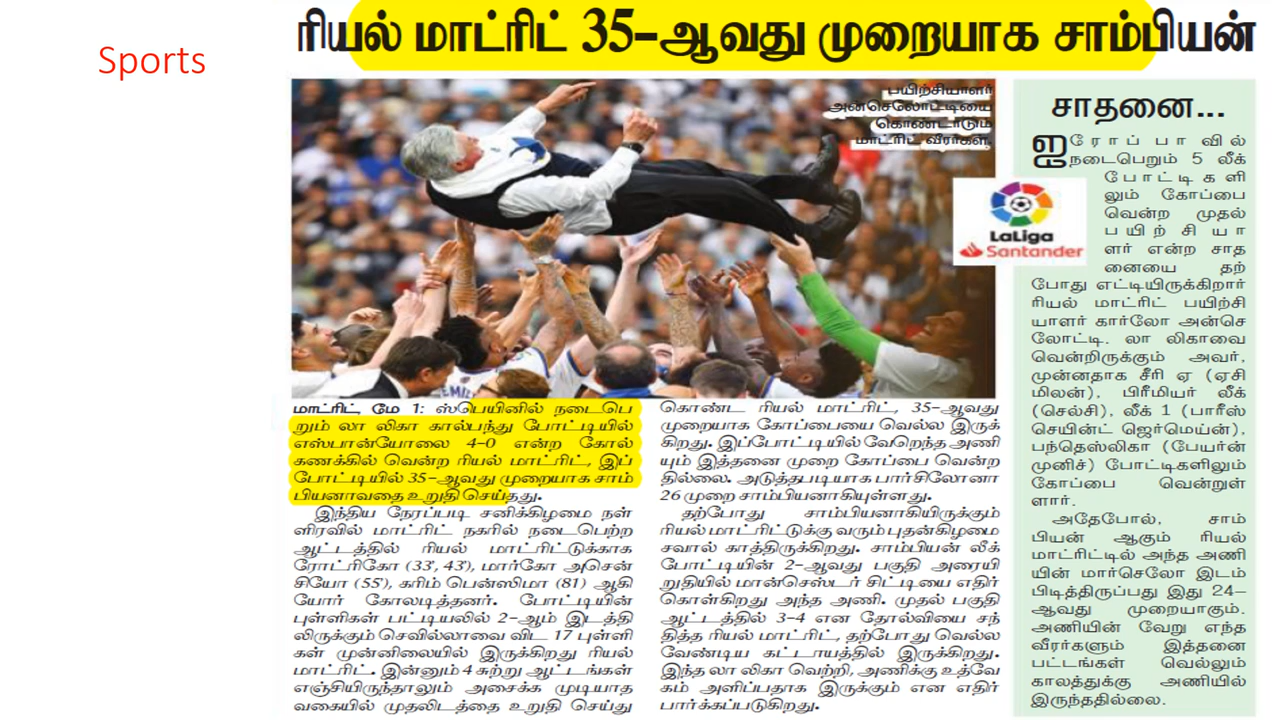 Sports
ரியல் மாட்ரிட் 35-ஆவது முறையாக சாம்பியன்
பயிற்சியாளர்
அன்செலோட்டியை
கொண்டாடும்
மாட்ரிட் வீரர்கள்.
மாட்ரிட், மே 1: ஸ்பெயினில் நடைபெ
றும் லா லிகா கால்பந்து போட்டியில்
எஸ்பான்யோலை 4-0 என்ற கோல்
கணக்கில் வென்ற ரியல் மாட்ரிட், இப்
போட்டியில் 35-ஆவது முறையாக சாம்
பியனாவதை உறுதி செய்தது.
இந்திய நேரப்படி சனிக்கிழமை நள்
ளிரவில் மாட்ரிட் நகரில் நடைபெற்ற
ஆட்டத்தில் ரியல் மாட்ரிட்டுக்காக
ரோட்ரிகோ (33', 43'), மார்கோ அசென்
சியோ (55'), கரிம் பென்ஸிமா (81) ஆகி
யோர் கோலடித்தனர். போட்டியின்
புள்ளிகள் பட்டியலில் 2-ஆம் இடத்தி
லிருக்கும் செவில்லாவை விட 17 புள்ளி
கள் முன்னிலையில் இருக்கிறது ரியல்
மாட்ரிட். இன்னும் 4 சுற்று ஆட்டங்கள்
எஞ்சியிருந்தாலும் அசைக்க முடியாத
வகையில் முதலிடத்தை உறுதி செய்து
கொண்ட ரியல் மாட்ரிட், 35-ஆவது
முறையாக கோப்பையை வெல்ல இருக்
கிறது. இப்போட்டியில் வேறெந்த அணி
யும் இத்தனை முறை கோப்பை வென்ற
தில்லை. அடுத்தபடியாக பார்சிலோனா
26 முறை சாம்பியனாகியுள்ளது.
தற்போது சாம்பியனாகியிருக்கும்
ரியல் மாட்ரிட்டுக்கு வரும் புதன்கிழமை
சவால் காத்திருக்கிறது. சாம்பியன் லீக்
போட்டியின் 2-ஆவது பகுதி அரையி
றுதியில் மான்செஸ்டர் சிட்டியை எதிர்
கொள்கிறது அந்த அணி. முதல் பகுதி
ஆட்டத்தில் 3-4 என தோல்வியை சந்
தித்த ரியல் மாட்ரிட், தற்போது வெல்ல
வேண்டிய கட்டாயத்தில் இருக்கிறது.
இந்த லா லிகா வெற்றி, அணிக்கு உத்வே
கம் அளிப்பதாக இருக்கும் என எதிர்
பார்க்கப்படுகிறது.
சாதனை...
ஐரோப்பாவில்
நடைபெறும் 5 லீக்
போட்டிகளி
லும் கோப்பை
வென்ற முதல்
பயிற்சியா
ளர் என்ற சாத
னையை தற்
போது எட்டியிருக்கிறார்
ரியல் மாட்ரிட் பயிற்சி
யாளர் கார்லோ அன்செ
லோட்டி. லா லிகாவை
வென்றிருக்கும் அவர்,
முன்னதாக சீரி ஏ (ஏசி
மிலன்), பிரீமியர் லீக்
(செல்சி), லீக் 1 (பாரீஸ்
செயின்ட் ஜெர்மெய்ன்),
பந்தெஸ்லிகா (பேயர்ன்
முனிச்) போட்டிகளிலும்
கோப்பை வென்றுள்
ளார்.
அதேபோல், சாம்
பியன் ஆகும் ரியல்
மாட்ரிட்டில் அந்த அணி
யின் மார்செலோ இடம்
பிடித்திருப்பது இது 24-
ஆவது முறையாகும்.
அணியின் வேறு எந்த
வீரர்களும் இத்தனை
பட்டங்கள் வெல்லும்
காலத்துக்கு அணியில்
இருந்ததில்லை.
LaLiga
Santander